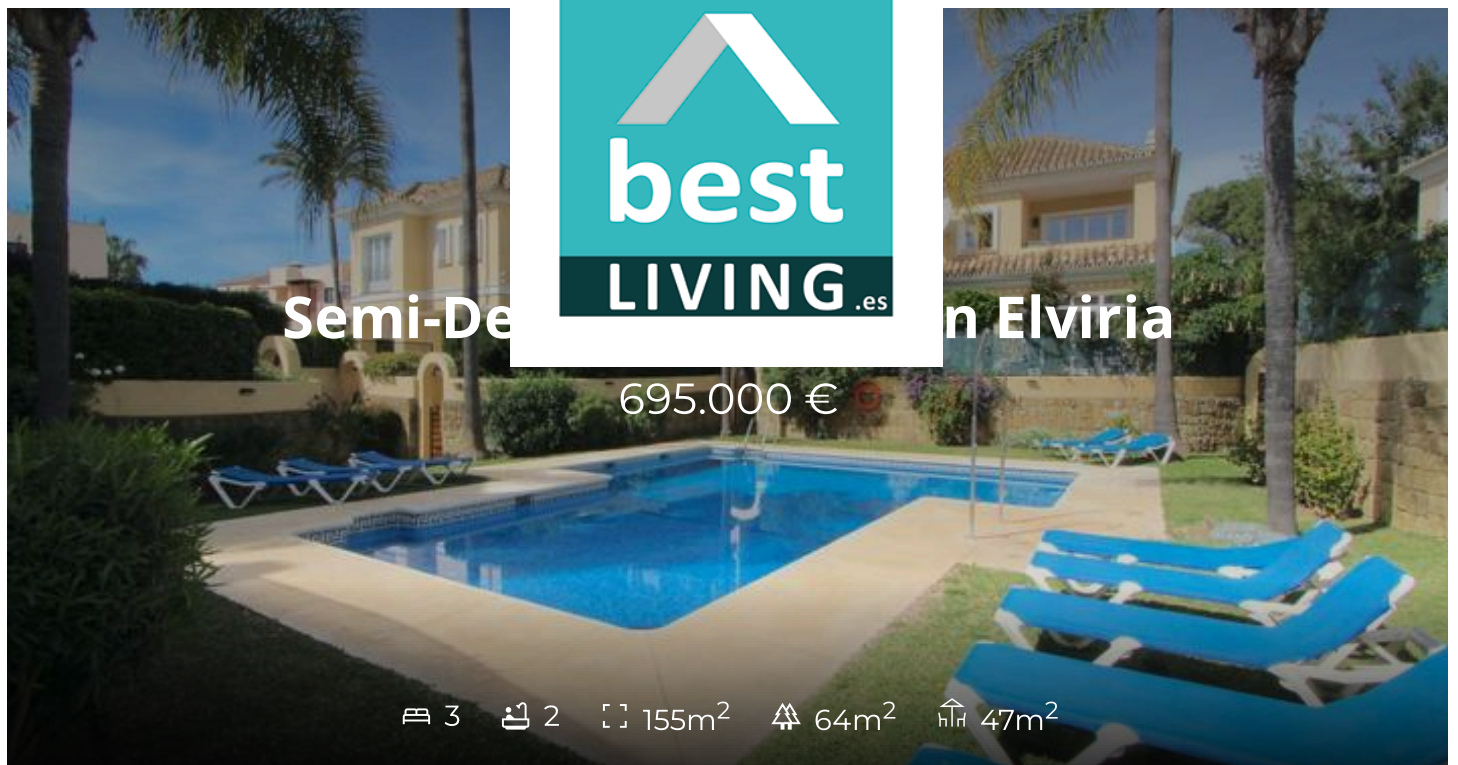 best
LIVING.es
Semi-De n Elviria
695.000 €
3 2 155m² 64m² 47m²